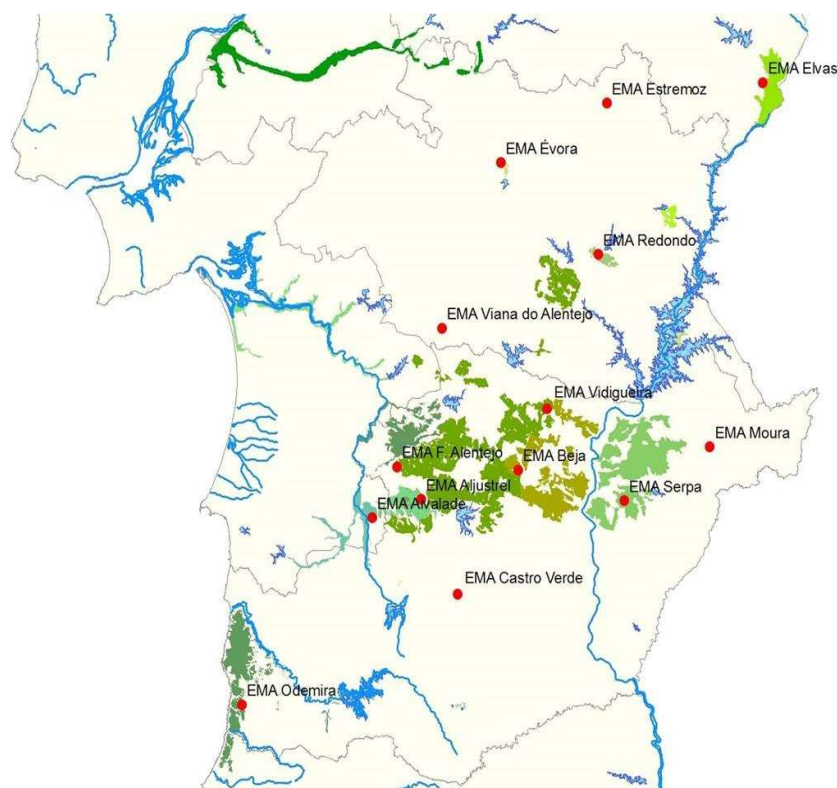 EMA Elvas
EMA Estremoz
EMA Évora
EMA Redondo
EMA Viana do Alentejo
EMA Vidigueira
EMA Moura
EMA F. Alentejo
EMA Beja
EMA Aljustrel
EMA Serpa
EMA Alvalade
EMA Castro Verde
EMA Odemira